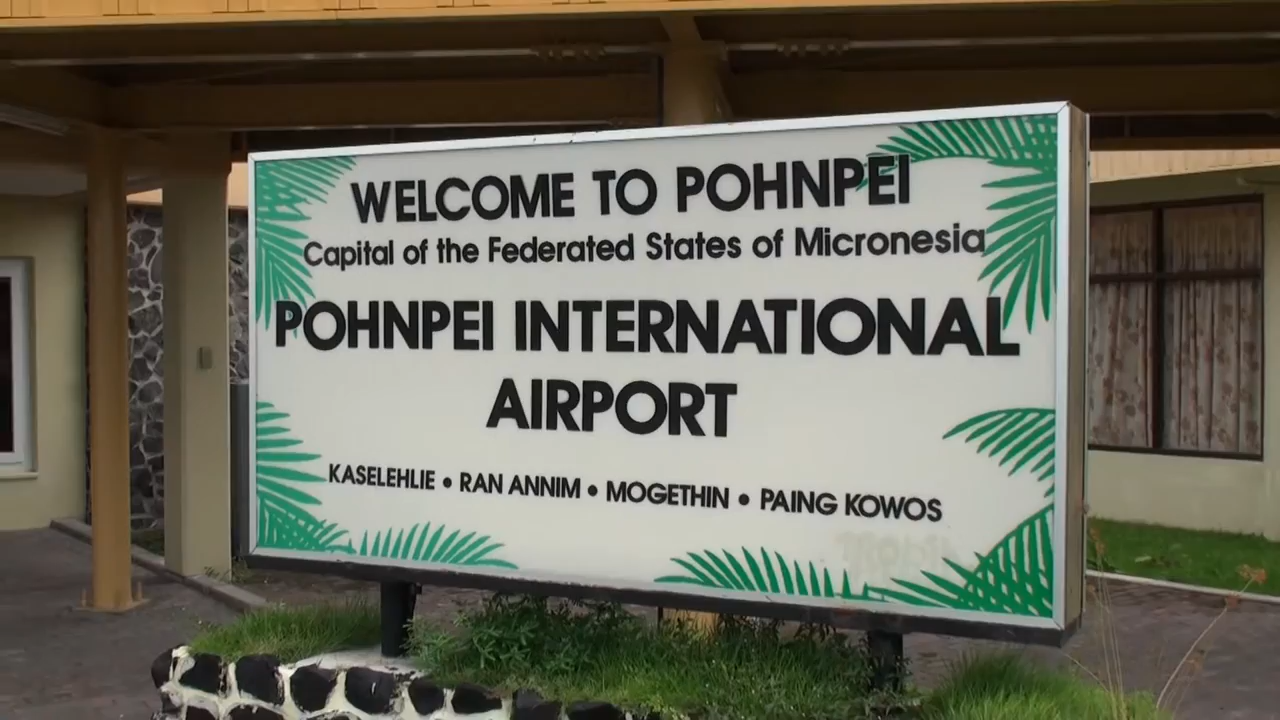 WELCOME TO POHNPEI
Capital of the Federated States of Micronesia
POHNPEI INTERNATIONAL
AIRPORT
KASELEHLIE • RAN ANNIM • MOGETHIN • PAING KOWOS